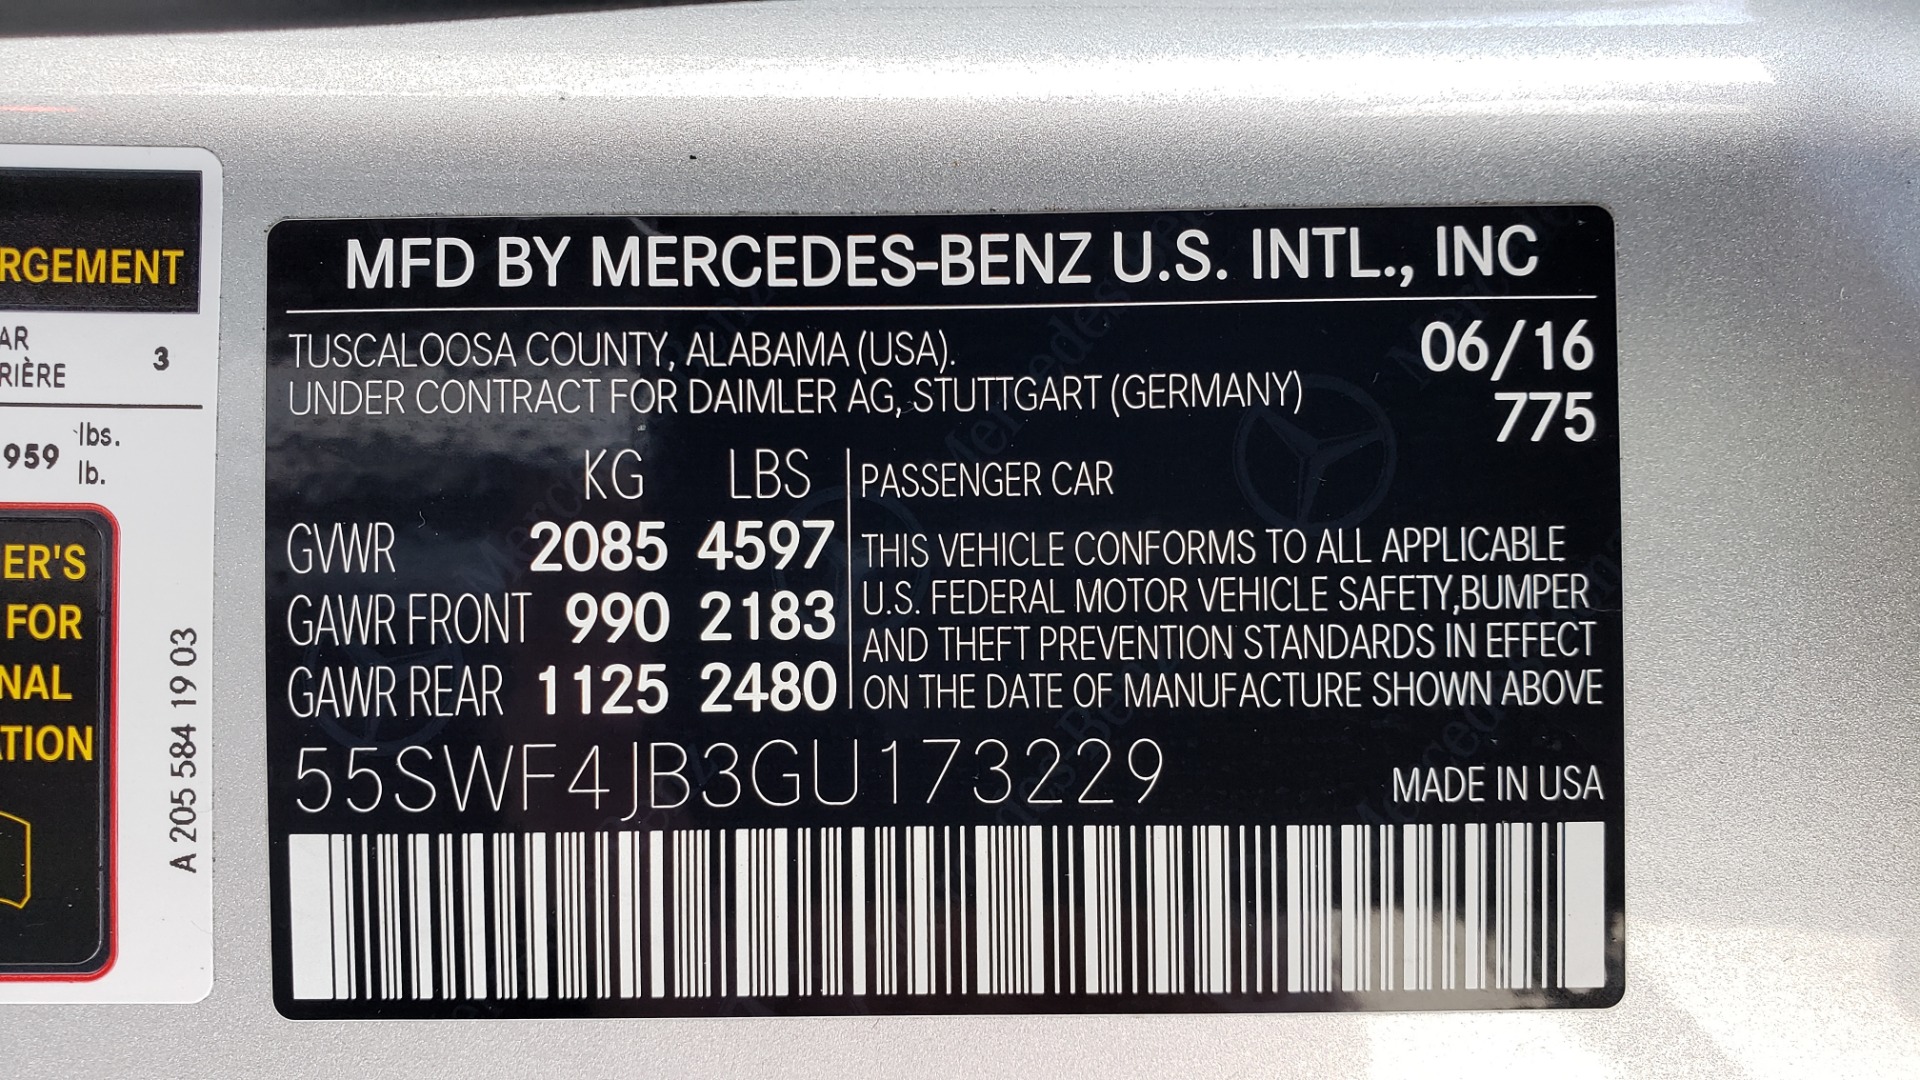 RGEMENT
AR
RIÈRE
3
959 lbs.
lb.
ER'S
FOR
NAL
ATION
A 205 584 19 03
MFD BY MERCEDES-BENZ U.S. INTL., INC
TUSCALOOSA COUNTY, ALABAMA (USA).
06/16
UNDER CONTRACT FOR DAIMLER AG, STUTTGART (GERMANY)
775
KG LBS
GVWR 2085 4597
GAWR FRONT 990 2183
GAWR REAR 1125 2480
PASSENGER CAR
THIS VEHICLE CONFORMS TO ALL APPLICABLE
U.S. FEDERAL MOTOR VEHICLE SAFETY,BUMPER
AND THEFT PREVENTION STANDARDS IN EFFECT
ON THE DATE OF MANUFACTURE SHOWN ABOVE
55SWF4JB3GU173229
MADE IN USA